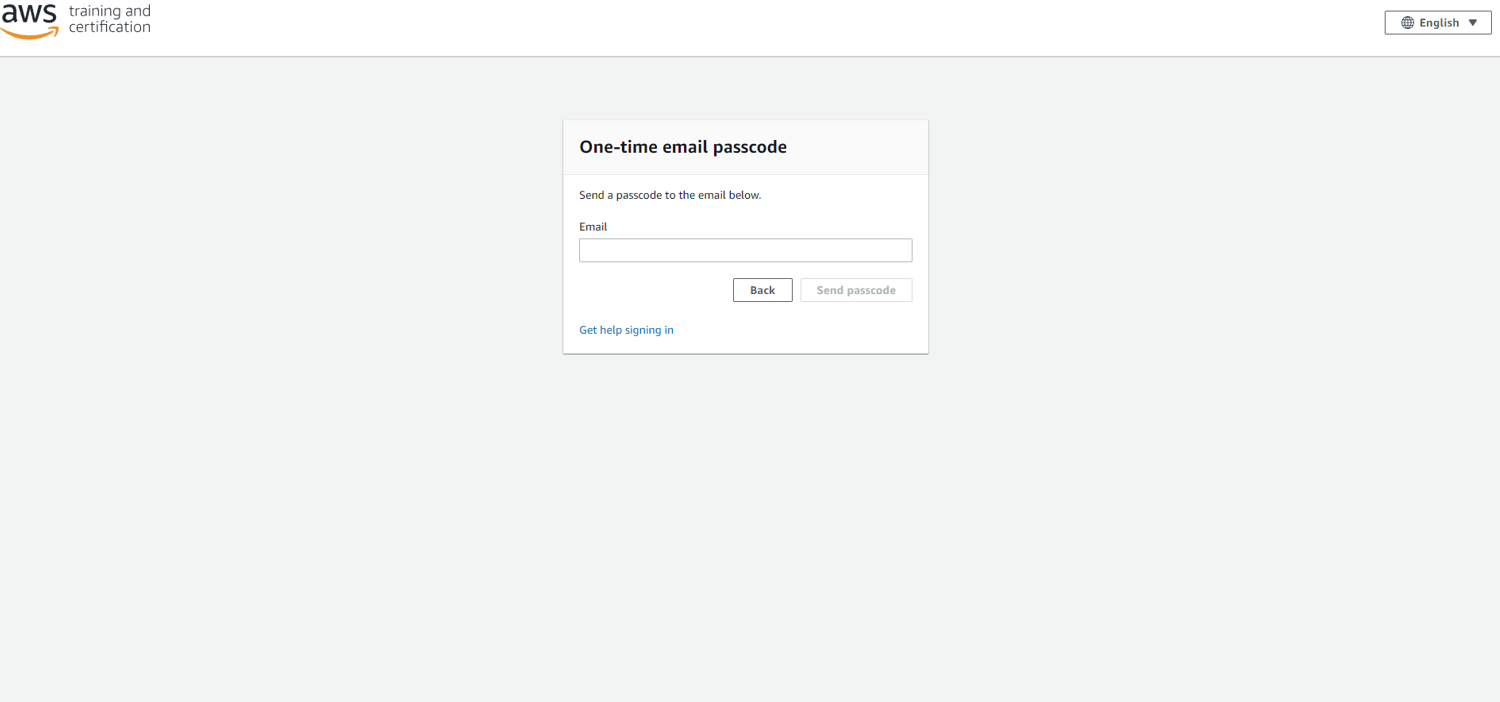 aws training and
certification
English
One-time email passcode
Send a passcode to the email below.
Email
Back
Send passcode
Get help signing in